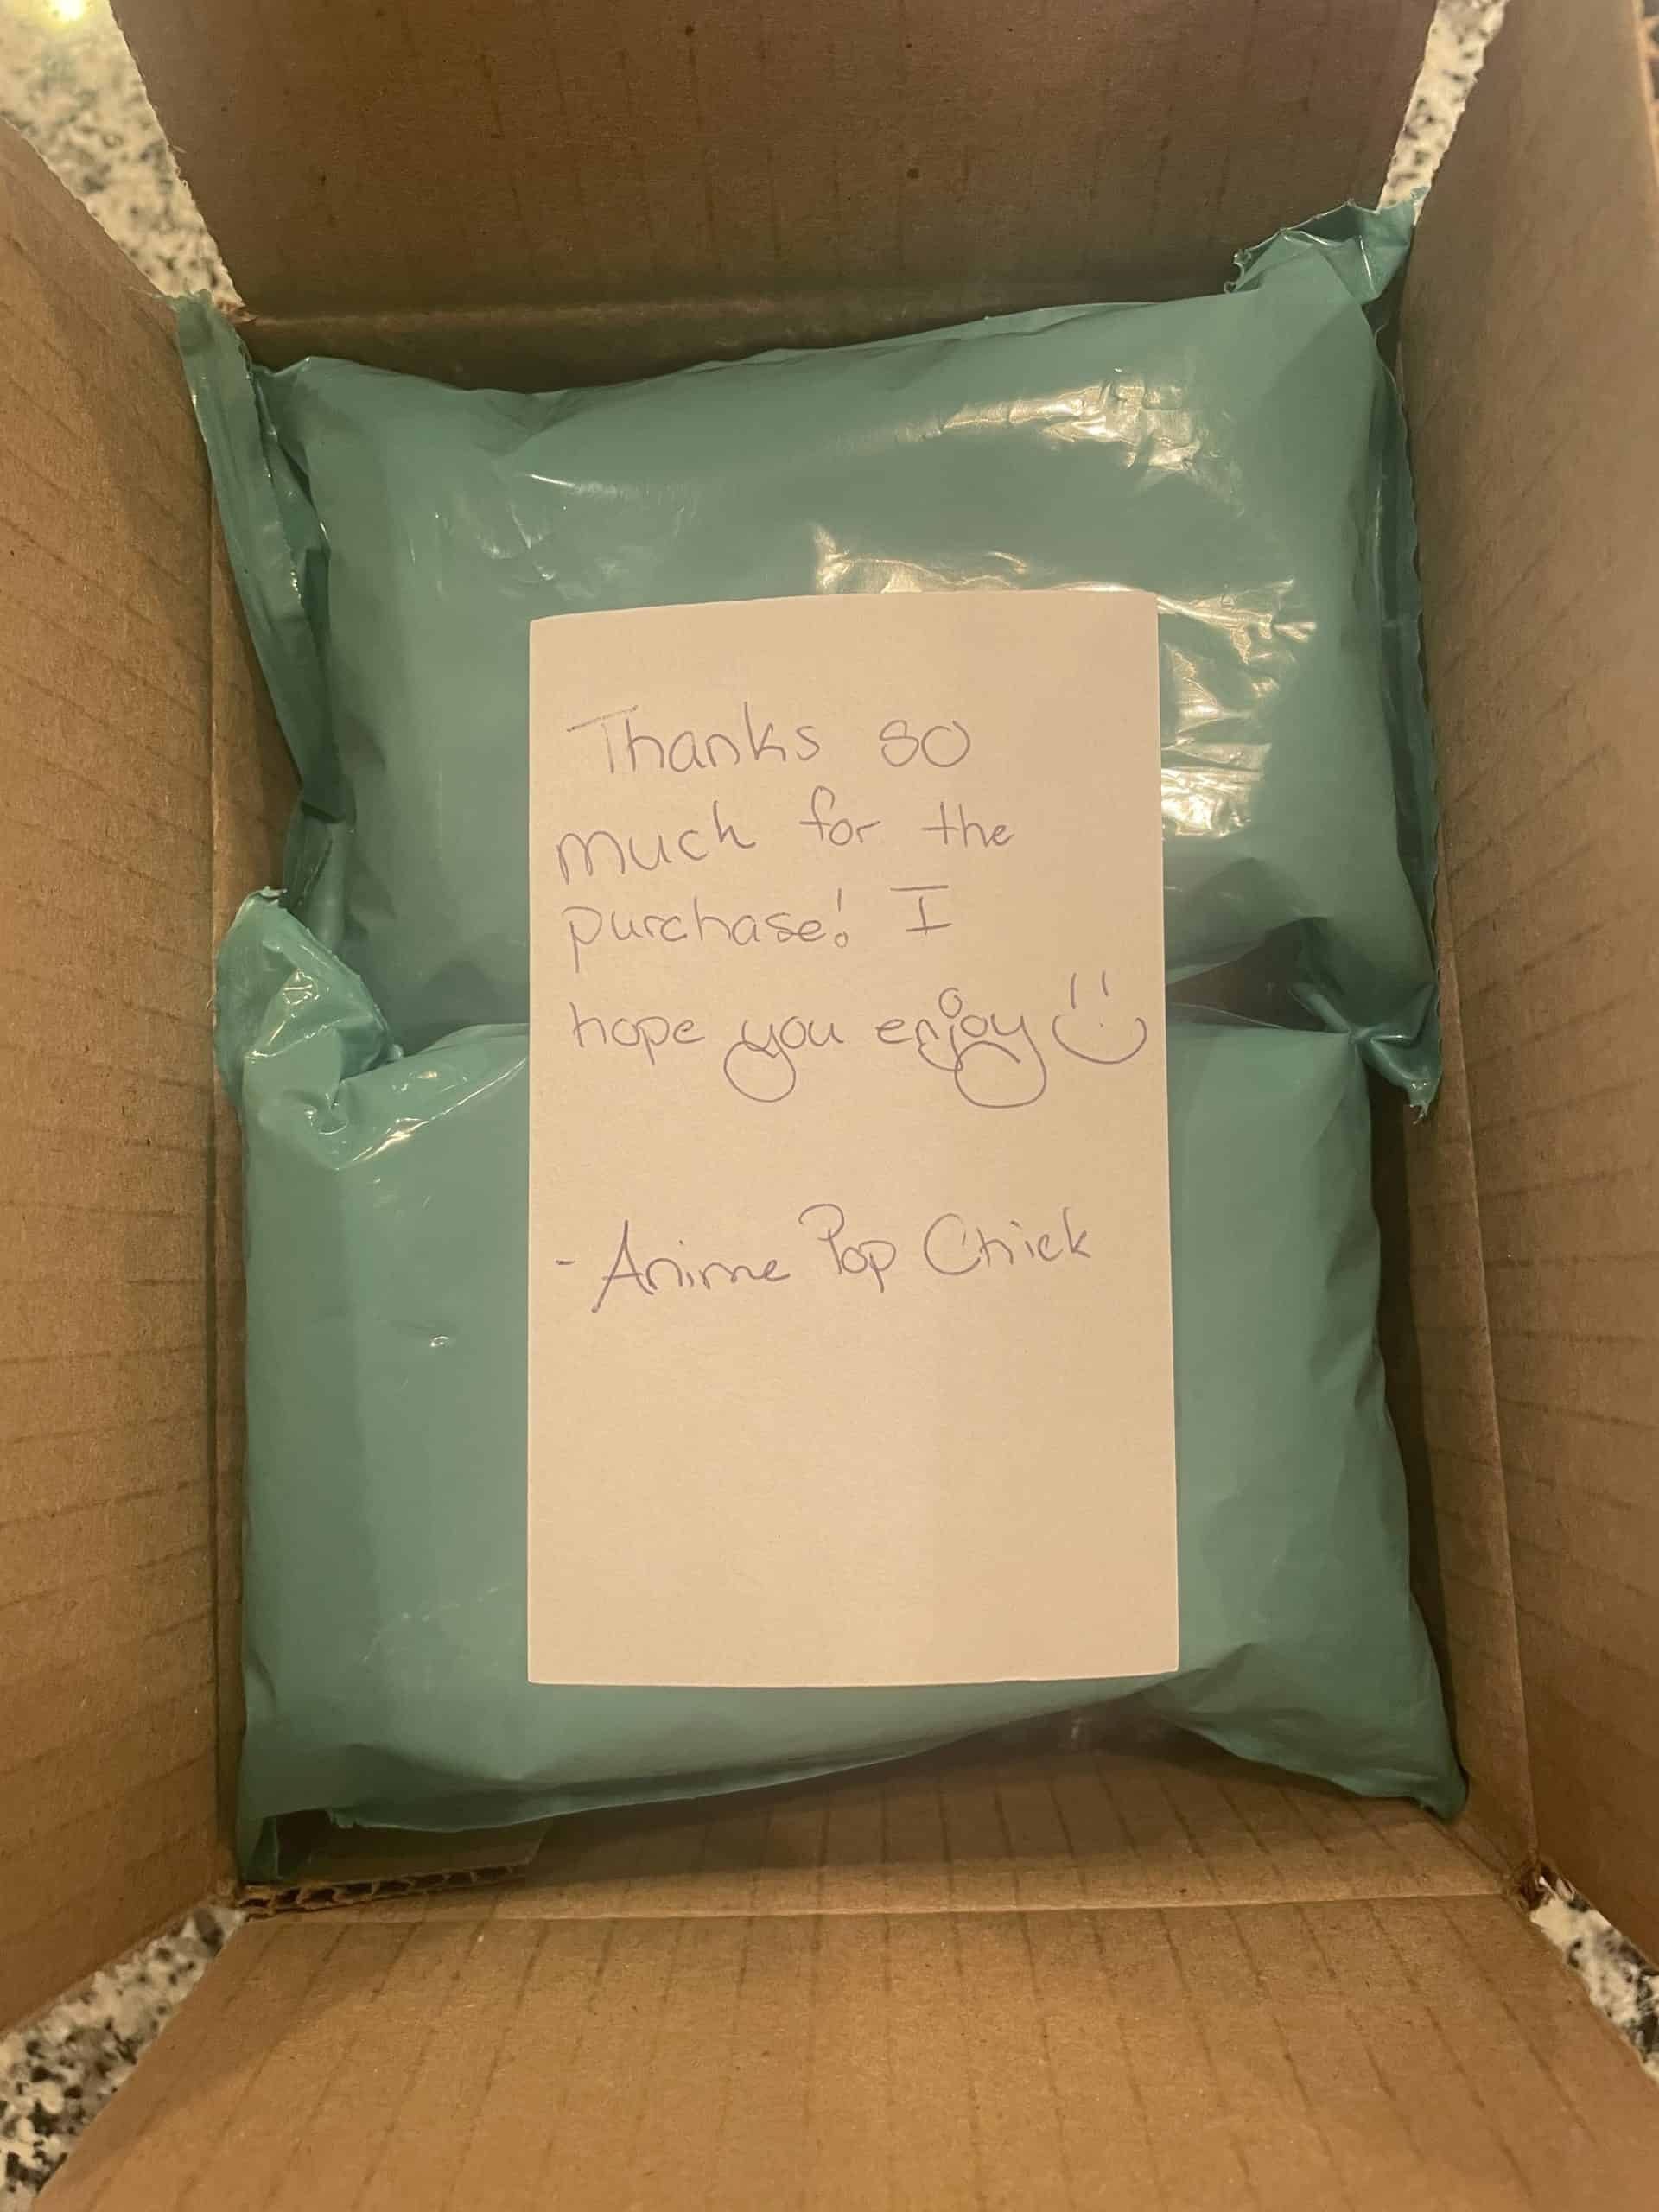 Thanks so
much for the
purchase! I
hope you enjoy
- Anime Pop Chick